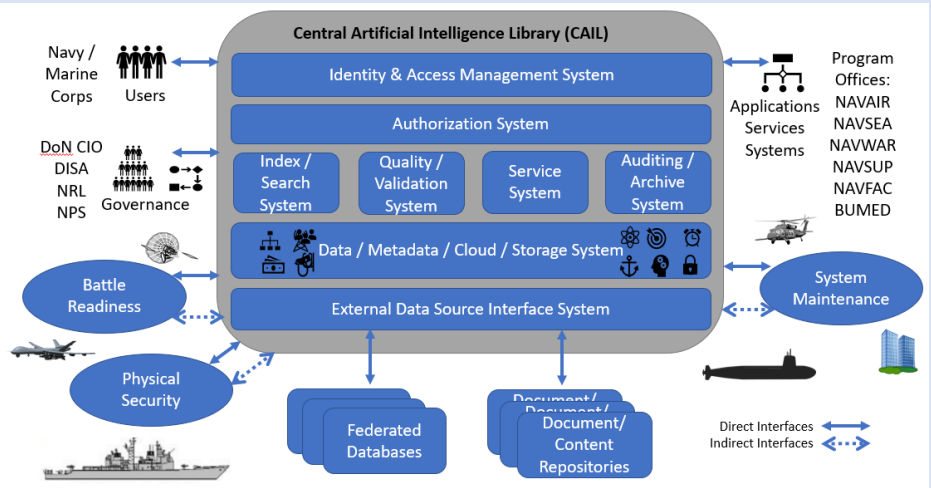 Central Artificial Intelligence Library (CAIL)
Navy /
Marine
Corps
Users
Identity & Access Management System
Authorization System
Index /
Search
System
Quality /
Validation
System
Service
System
Auditing /
Archive
System
Data / Metadata / Cloud / Storage System
External Data Source Interface System
DoN CIO
DISA
NRL
NPS
Governance
Applications
Services
Systems
Program
Offices:
NAVAIR
NAVSEA
NAVWAR
NAVSUP
NAVFAC
BUMED
Battle
Readiness
Physical
Security
System
Maintenance
Federated
Databases
Document/
Document/
Document/
Content
Repositories
Direct Interfaces
Indirect Interfaces